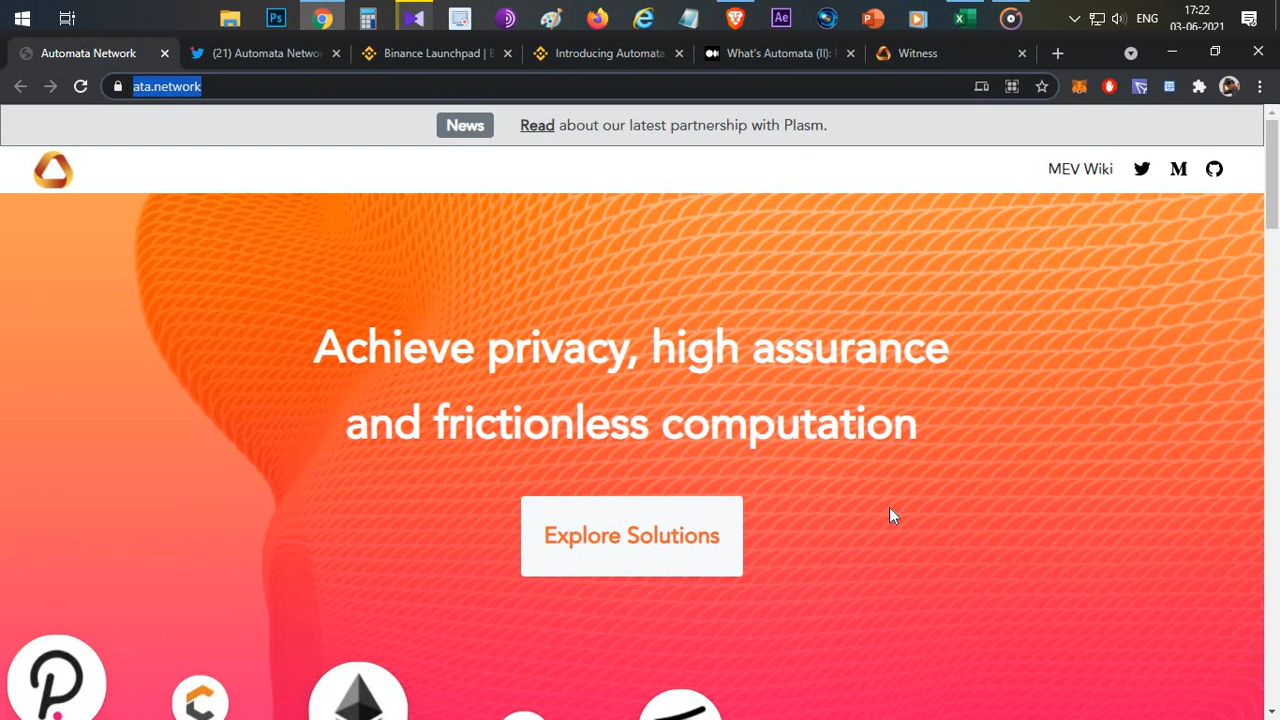 Ps
Ae
ENG
17:22
03-06-2021
Automata Network
(21) Automata Netwo
Binance Launchpad | B
Introducing Automata
What's Automata (II):
Witness
ata.network
News
Read about our latest partnership with Plasm.
MEV Wiki
M
Achieve privacy, high assurance
and frictionless computation
Explore Solutions